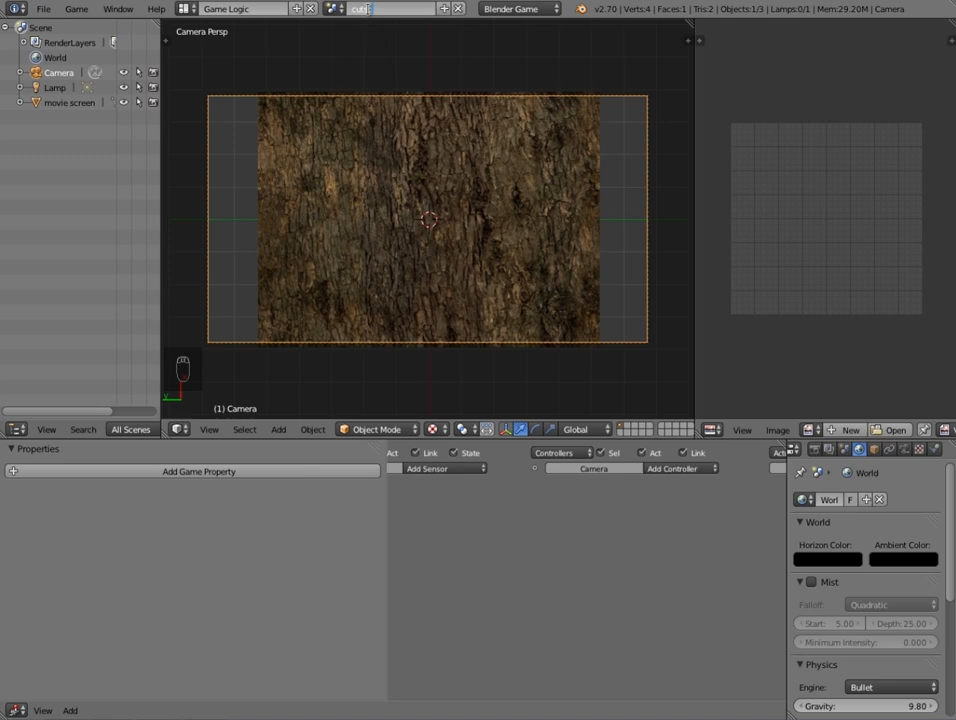 File Game Window Help Game Logic cuts Blender Game v2.70 | Verts:4 | Faces:1 | Tris:2 | Objects:1/3 | Lamps:0/1 | Mem:29.20M | Camera
Scene
RenderLayers
World
Camera
Lamp
movie screen
Camera Persp
(1) Camera
View Search All Scenes
View Select Add Object Object Mode Global
View Image New Open
Properties
Add Game Property
Act Link State
Add Sensor
Controllers Sel Act Link
Camera Add Controller
Act
World
Worl F
World
Horizon Color: Ambient Color:
Mist
Falloff: Quadratic
Start: 5.00 Depth: 25.00
Minimum Intensity: 0.000
Physics
Engine: Bullet
Gravity: 9.80
View Add